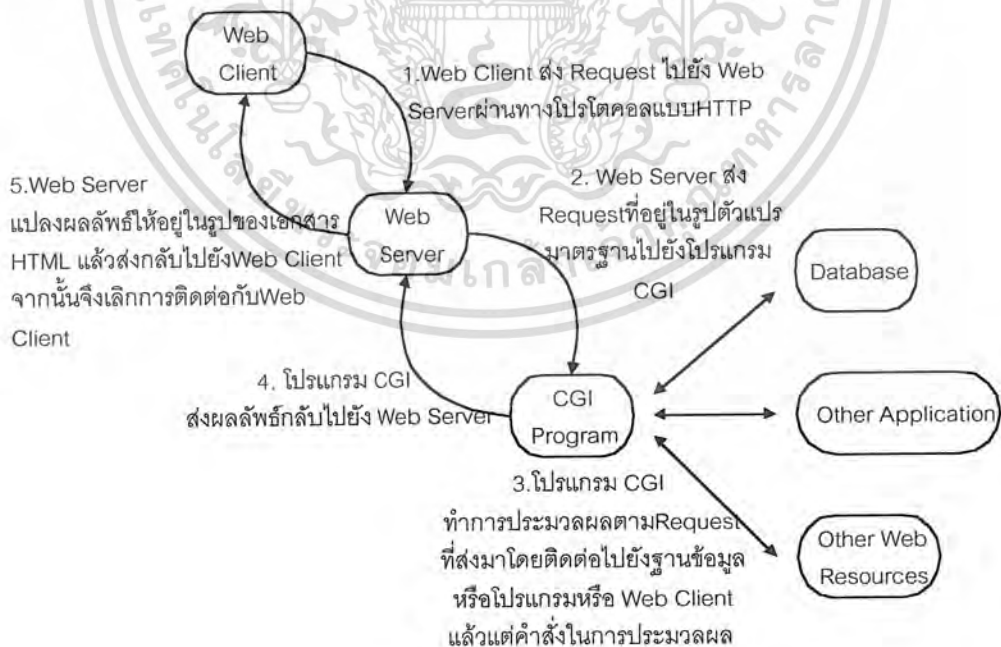 Web
Client
1.Web Client ส่ง Request ไปยัง Web
Serverผ่านทางโปรโตคอลแบบHTTP
2. Web Server ส่ง
Requestที่อยู่ในรูปตัวแปร
มาตรฐานไปยังโปรแกรม
CGI
5.Web Server
แปลงผลลัพธ์ให้อยู่ในรูปของเอกสาร
HTML แล้วส่งกลับไปยังWeb Client
จากนั้นจึงเลิกการติดต่อกับWeb
Client
Web
Server
Database
4. โปรแกรม CGI
ส่งผลลัพธ์กลับไปยัง Web Server
CGI
Program
Other Application
3.โปรแกรม CGI
ทำการประมวลผลตามRequest
ที่ส่งมาโดยติดต่อไปยังฐานข้อมูล
หรือโปรแกรมหรือ Web Client
แล้วแต่คำสั่งในการประมวลผล
Other Web
Resources